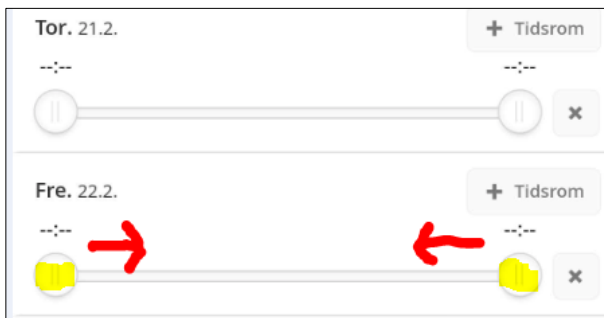 Tor. 21.2. + Tidsrom
--:-- --:--
×
Fre. 22.2. + Tidsrom
--:-- --:--
×